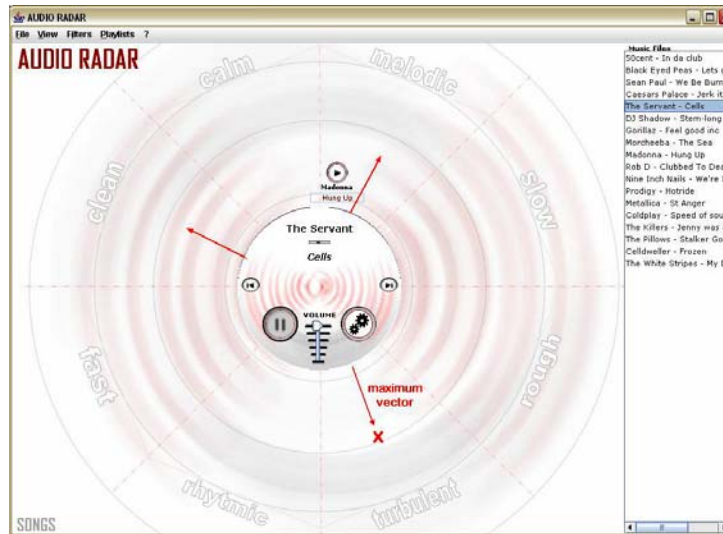 AUDIO RADAR
File View Filters Playlists ?
AUDIO RADAR
calm
melodic
clean
slow
fast
rough
rhytmic
turbulent
Madonna
Hung Up
The Servant
Cells
VOLUME
maximum
vector
X
SONGS
Music Files
50cent - In da club
Black Eyed Peas - Lets
Sean Paul - We Be Burn
Caesars Palace - Jerk it
The Servant - Cells
DJ Shadow - Stem-long
Gorillaz - Feel good inc
Morcheeba - The Sea
Madonna - Hung Up
Rob D - Clubbed To Dea
Nine Inch Nails - We're
Prodigy - Hotride
Metallica - St Anger
Coldplay - Speed of sou
The Killers - Jenny was
The Pillows - Stalker Go
Celldweller - Frozen
The White Stripes - My